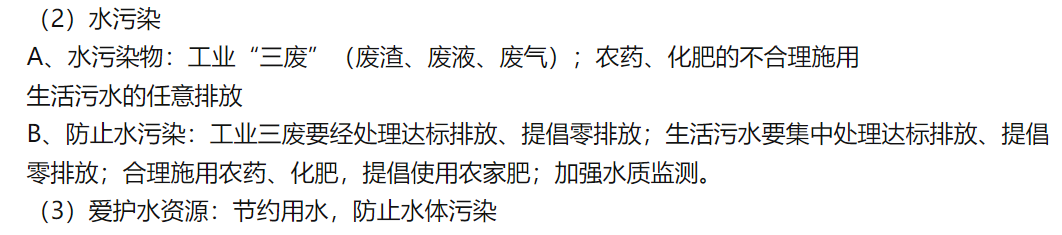 （2）水污染
A、水污染物：工业“三废”（废渣、废液、废气）；农药、化肥的不合理施用
生活污水的任意排放
B、防止水污染：工业三废要经处理达标排放、提倡零排放；生活污水要集中处理达标排放、提倡
零排放；合理施用农药、化肥，提倡使用农家肥；加强水质监测。
（3）爱护水资源：节约用水，防止水体污染